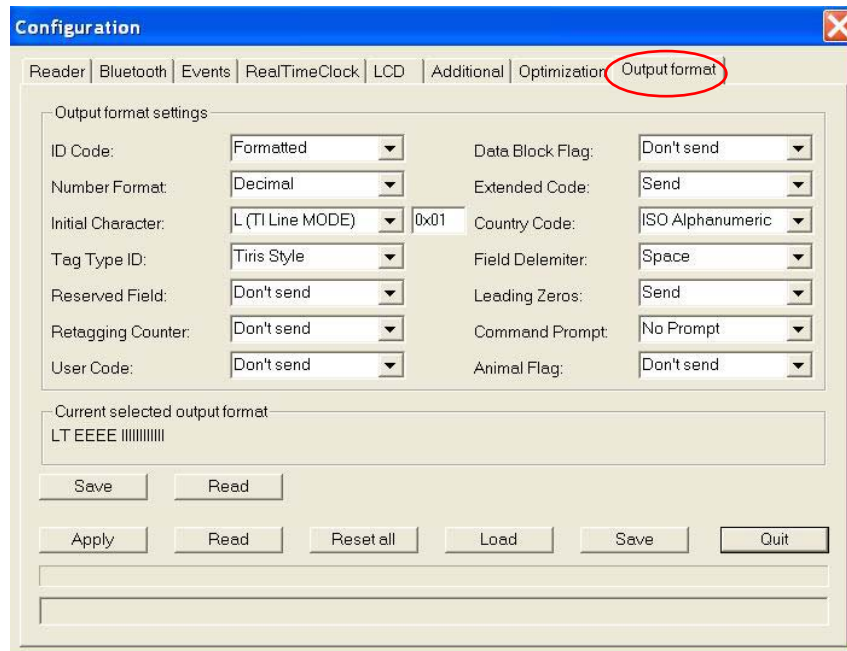 Configuration
Reader Bluetooth Events RealTimeClock LCD Additional Optimization Output format
Output format settings
ID Code: Formatted Data Block Flag: Don't send
Number Format: Decimal Extended Code: Send
Initial Character: L (TI Line MODE) 0x01 Country Code: ISO Alphanumeric
Tag Type ID: Tiris Style Field Delemiter: Space
Reserved Field: Don't send Leading Zeros: Send
Retagging Counter: Don't send Command Prompt: No Prompt
User Code: Don't send Animal Flag: Don't send
Current selected output format
LT EEEE IIIIIIIIIIII
Save Read
Apply Read Reset all Load Save Quit